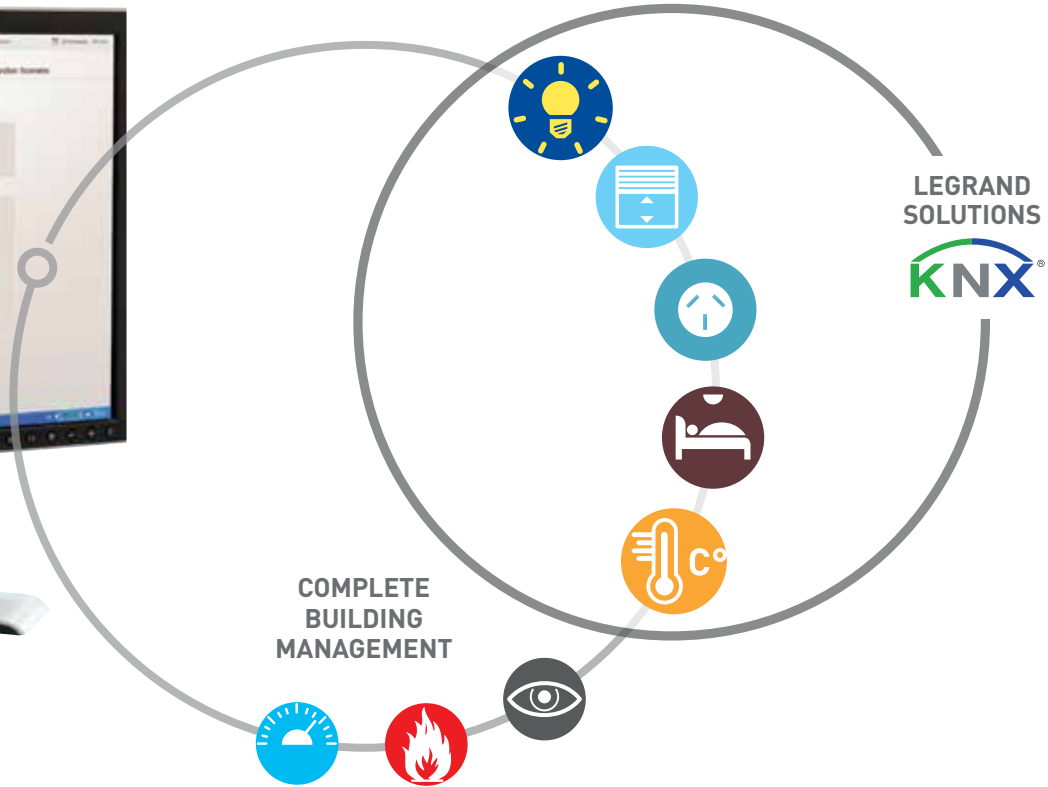 LEGRAND
SOLUTIONS
KNX®
C°
COMPLETE
BUILDING
MANAGEMENT